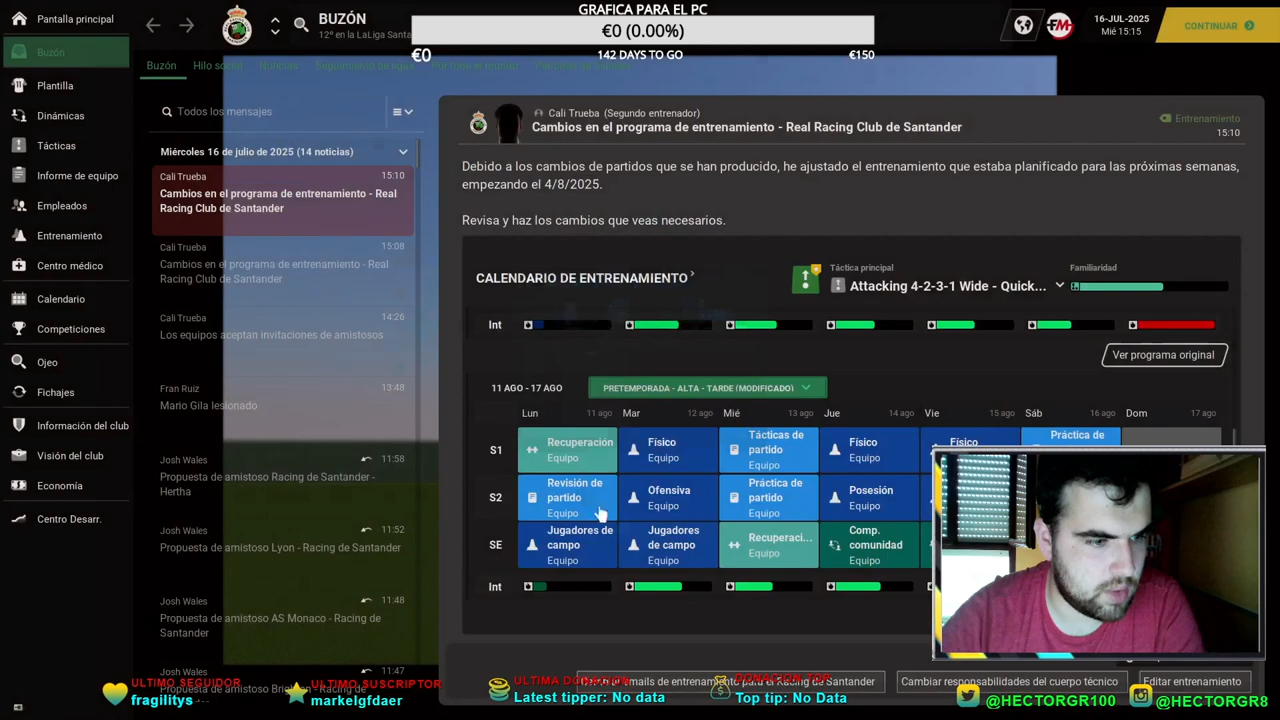 Pantalla principal
Buzón
Plantilla
Dinámicas
Tácticas
Informe de equipo
Empleados
Entrenamiento
Centro médico
Calendario
Competiciones
Ojeo
Fichajes
Información del club
Visión del club
Economía
Centro Desarr.
BUZÓN
12º en la LaLiga Santa
GRAFICA PARA EL PC
€0 (0.00%)
€0
142 DAYS TO GO
€150
FM
16-JUL-2025
Mié 15:15
CONTINUAR
Buzón
Hilo social
Noticias
Todos los mensajes
Miércoles 16 de julio de 2025 (14 noticias)
Cali Trueba 15:10
Cambios en el programa de entrenamiento - Real
Racing Club de Santander
Cali Trueba 15:08
Cambios en el programa de entrenamiento - Real
Racing Club de Santander
Cali Trueba 14:26
Los equipos aceptan invitaciones de amistosos
Fran Ruiz 13:48
Mario Gila lesionado
Josh Wales 11:58
Propuesta de amistoso Racing de Santander -
Hertha
Josh Wales 11:52
Propuesta de amistoso Lyon - Racing de Santander
Josh Wales 11:48
Propuesta de amistoso AS Monaco - Racing de
Santander
Josh Wales 11:47
Cali Trueba (Segundo entrenador)
Cambios en el programa de entrenamiento - Real Racing Club de Santander
Entrenamiento
15:10
Debido a los cambios de partidos que se han producido, he ajustado el entrenamiento que estaba planificado para las próximas semanas,
empezando el 4/8/2025.
Revisa y haz los cambios que veas necesarios.
CALENDARIO DE ENTRENAMIENTO
Táctica principal
Attacking 4-2-3-1 Wide - Quick...
Familiaridad
Int
Ver programa original
11 AGO - 17 AGO
PRETEMPORADA - ALTA - TARDE (MODIFICADO)
Lun 11 ago Mar 12 ago Mié 13 ago Jue 14 ago Vie 15 ago Sáb 16 ago Dom 17 ago
S1
Recuperación
Equipo
Físico
Equipo
Tácticas de
partido
Equipo
Físico
Equipo
Físico
Práctica de
S2
Revisión de
partido
Equipo
Ofensiva
Equipo
Práctica de
partido
Equipo
Posesión
Equipo
SE
Jugadores de
campo
Equipo
Jugadores
de campo
Equipo
Recuperaci...
Equipo
Comp.
comunidad
Equipo
Int
Cambiar responsabilidades del cuerpo técnico
Editar entrenamiento
ULTIMO SEGUIDOR
fragilitys
ULTIMO SUSCRIPTOR
markelgfdaer
ULTIMA DONACION
Latest tipper: No data
DONACION TOP
Top tip: No Data
@HECTORGR100
@HECTORGR8